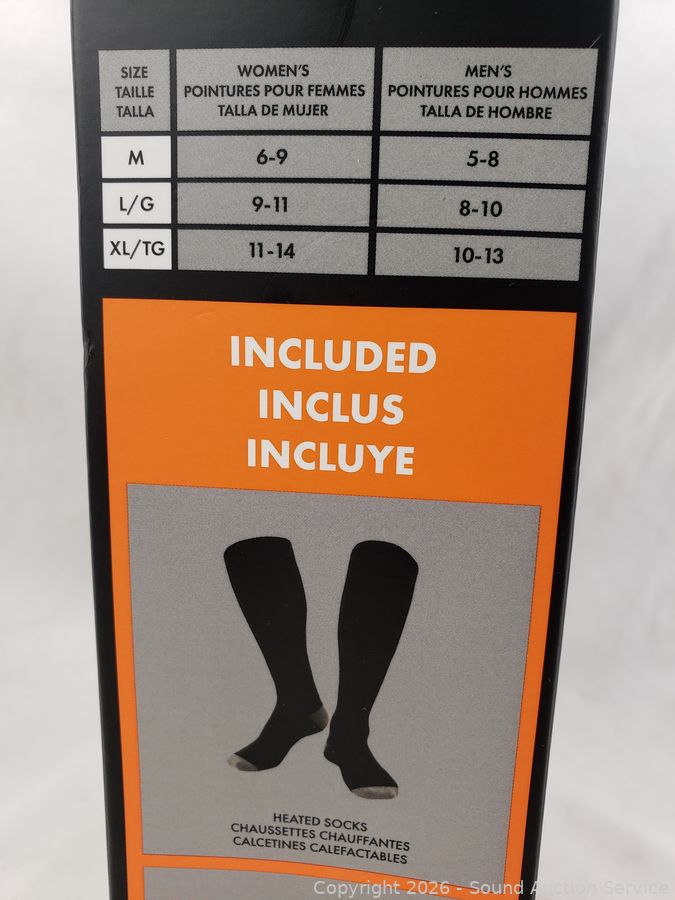 SIZE
TAILLE
TALLA
WOMEN'S
POINTURES POUR FEMMES
TALLA DE MUJER
MEN'S
POINTURES POUR HOMMES
TALLA DE HOMBRE
M
6-9
5-8
L/G
9-11
8-10
XL/TG
11-14
10-13
INCLUDED
INCLUS
INCLUYE
HEATED SOCKS
CHAUSSETTES CHAUFFANTES
CALCETINES CALEFACTABLES
Copyright 2026 - Sound Auction Service